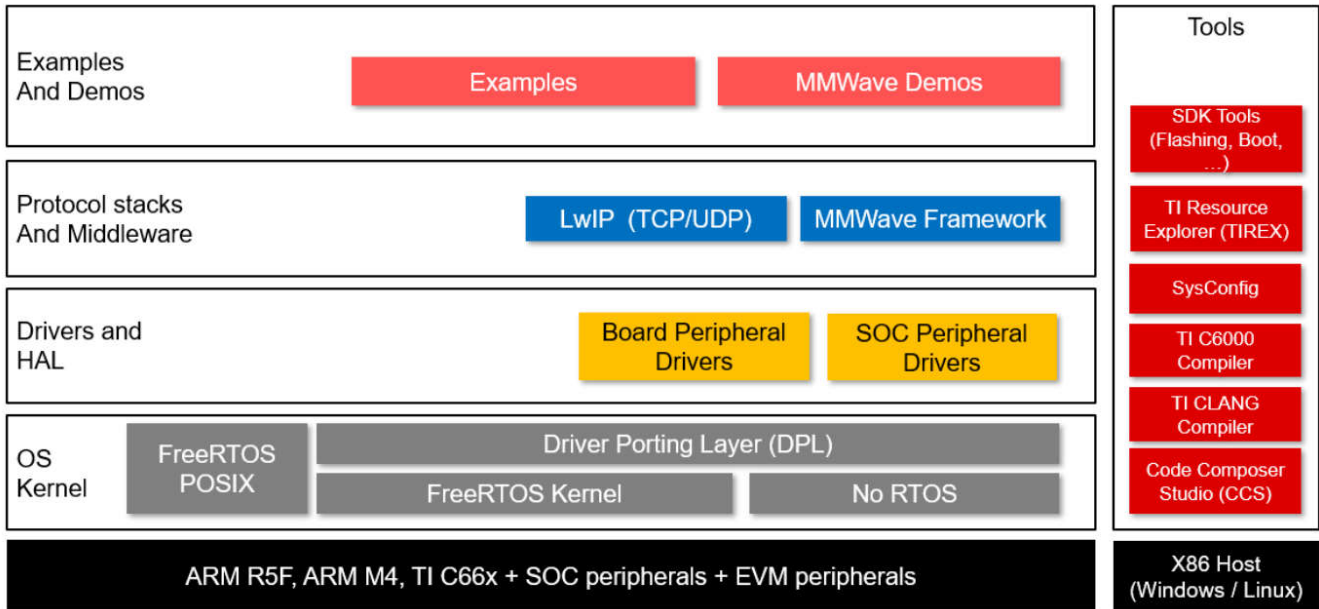 Examples
And Demos
Examples
MMWave Demos
Protocol stacks
And Middleware
LwIP (TCP/UDP)
MMWave Framework
Drivers and
HAL
Board Peripheral
Drivers
SOC Peripheral
Drivers
OS
Kernel
FreeRTOS
POSIX
Driver Porting Layer (DPL)
FreeRTOS Kernel
No RTOS
ARM R5F, ARM M4, TI C66x + SOC peripherals + EVM peripherals
Tools
SDK Tools
(Flashing, Boot,
…)
TI Resource
Explorer (TIREX)
SysConfig
TI C6000
Compiler
TI CLANG
Compiler
Code Composer
Studio (CCS)
X86 Host
(Windows / Linux)